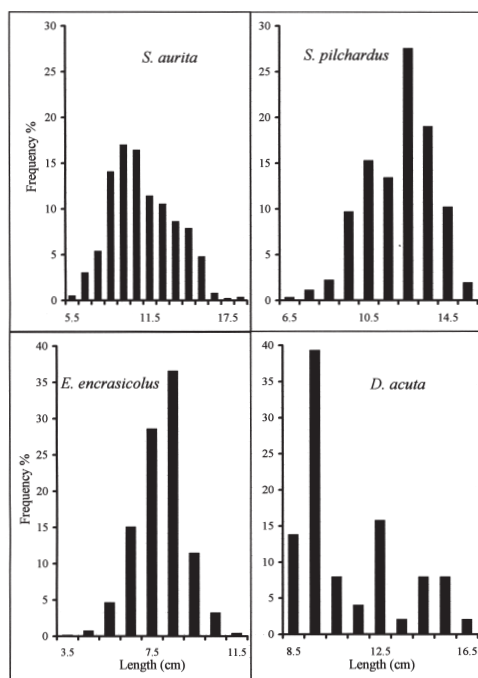 S. aurita
Frequency %
30
25
20
15
10
5
0
5.5 11.5 17.5
S. pilchardus
30
25
20
15
10
5
0
6.5 10.5 14.5
E. encrasicolus
Frequency %
40
35
30
25
20
15
10
5
0
3.5 7.5 11.5
Length (cm)
D. acuta
40
35
30
25
20
15
10
5
0
8.5 12.5 16.5
Length (cm)